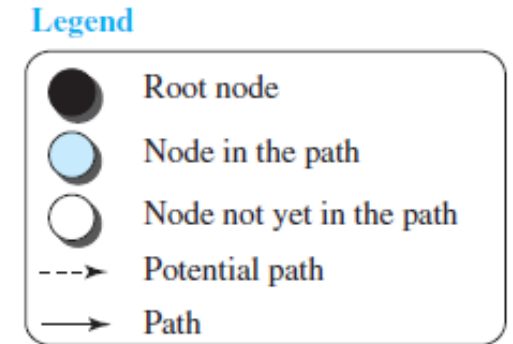 Legend
Root node
Node in the path
Node not yet in the path
Potential path
Path